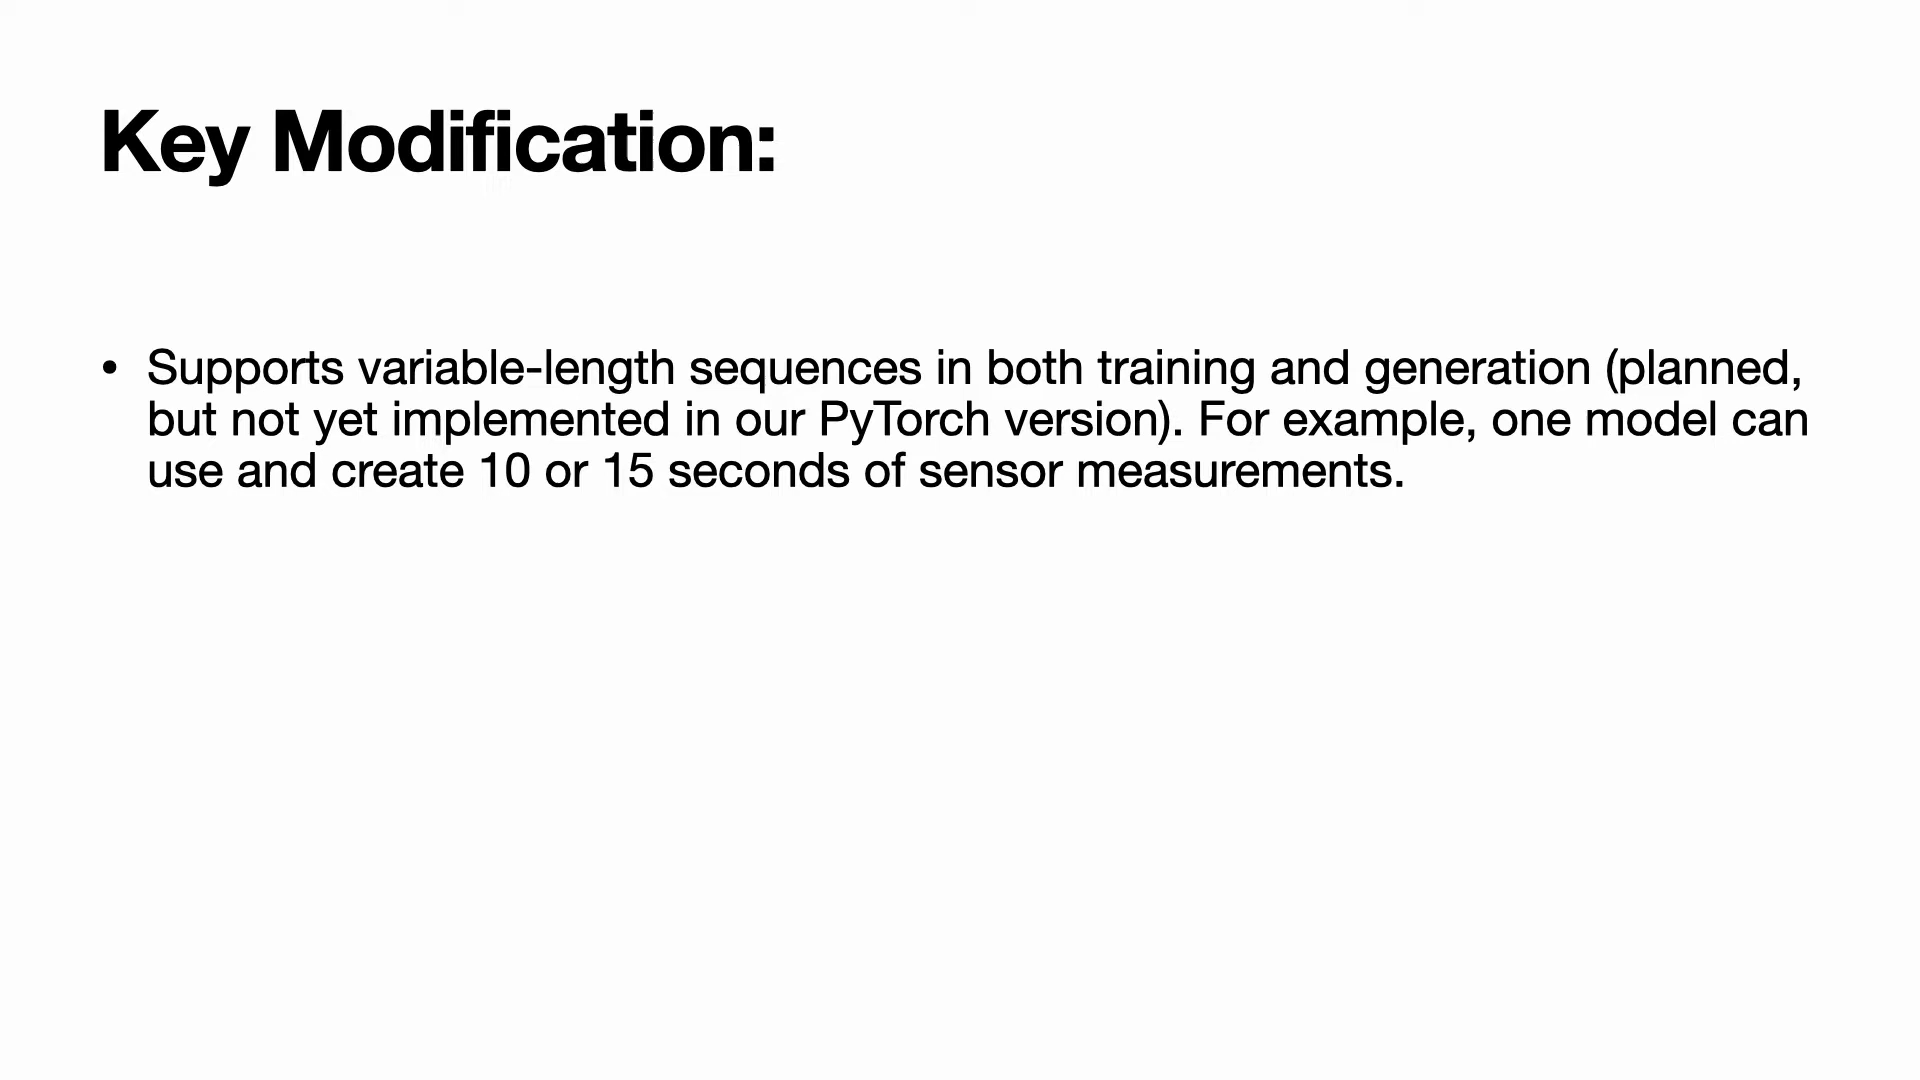 Key Modification:
• Supports variable-length sequences in both training and generation (planned,
but not yet implemented in our PyTorch version). For example, one model can
use and create 10 or 15 seconds of sensor measurements.